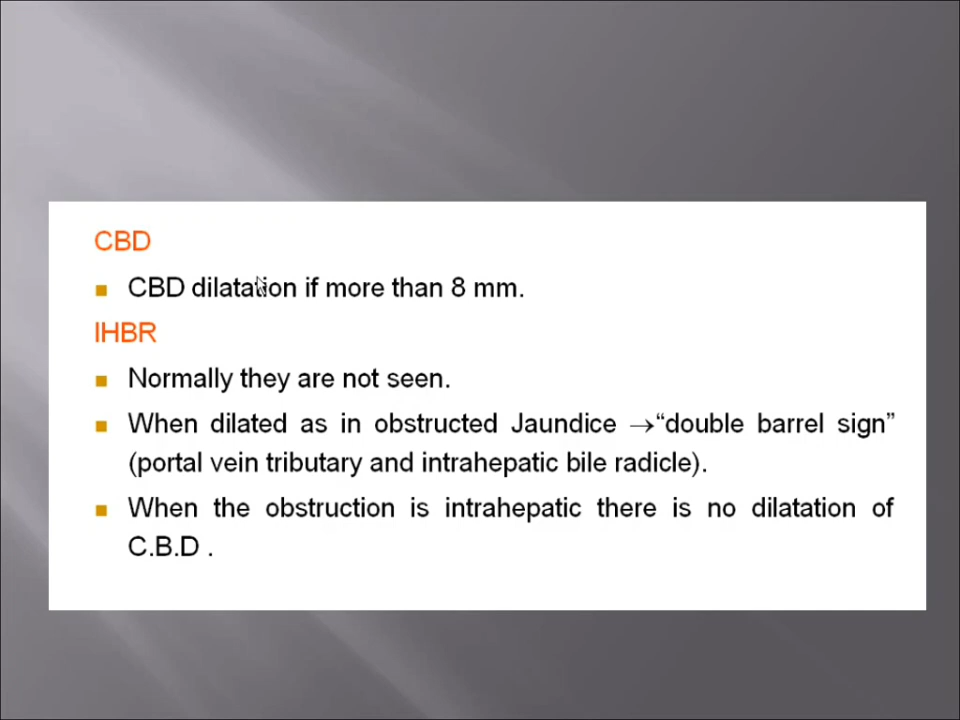 CBD
■ CBD dilatation if more than 8 mm.
IHBR
■ Normally they are not seen.
■ When dilated as in obstructed Jaundice →“double barrel sign”
(portal vein tributary and intrahepatic bile radicle).
■ When the obstruction is intrahepatic there is no dilatation of
C.B.D .